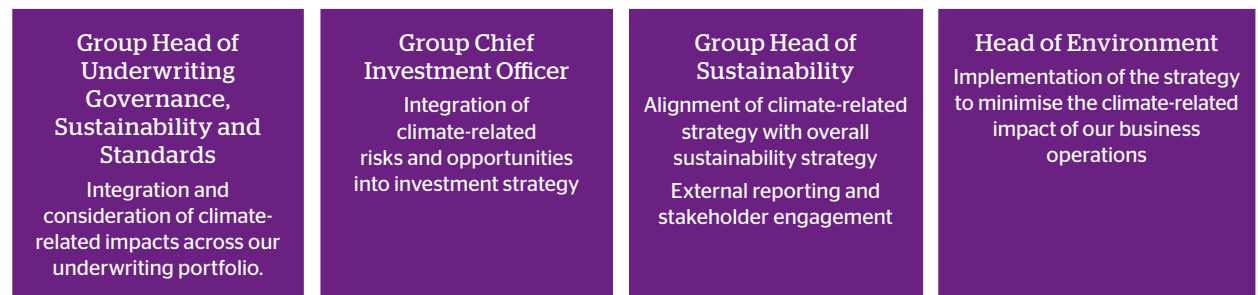 Group Head of
Underwriting
Governance,
Sustainability and
Standards
Integration and
consideration of climate-
related impacts across our
underwriting portfolio.
Group Chief
Investment Officer
Integration of
climate-related
risks and opportunities
into investment strategy
Group Head of
Sustainability
Alignment of climate-related
strategy with overall
sustainability strategy
External reporting and
stakeholder engagement
Head of Environment
Implementation of the strategy
to minimise the climate-related
impact of our business
operations